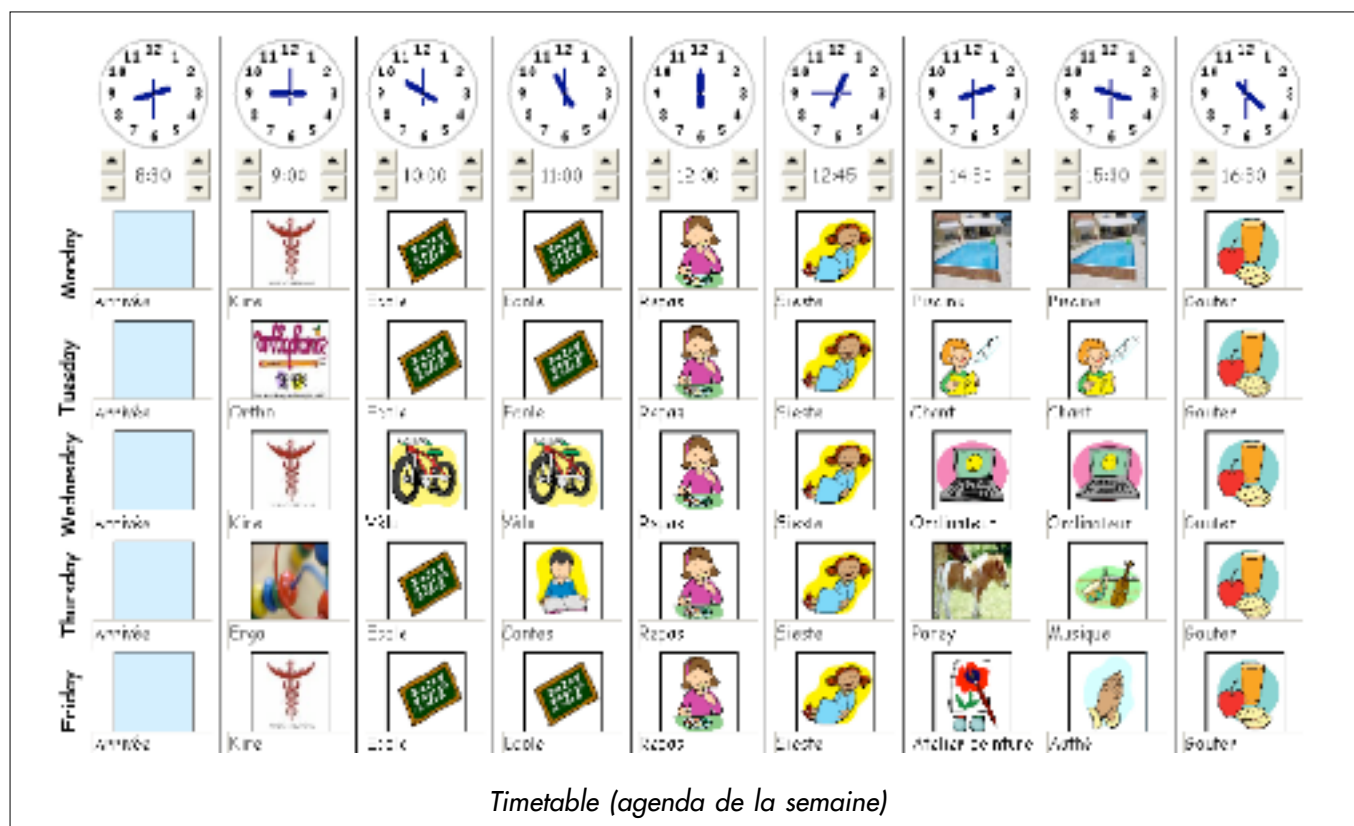 8:30 9:00 10:00 11:00 12:00 12:45 14:30 15:30 16:30
Monday
Arrivée Kine Ecole Ecole Repas Sieste Piscine Piscine Gouter
Tuesday
Arrivée Ortho Ecole Ecole Repas Sieste Chant Chant Gouter
Wednesday
Arrivée Kine Vélo Vélo Repas Sieste Ordinateur Ordinateur Gouter
Thursday
Arrivée Ergo Ecole Contes Repas Sieste Poney Musique Gouter
Friday
Arrivée Kine Ecole Ecole Repas Sieste Atelier peinture Gouter
Timetable (agenda de la semaine)